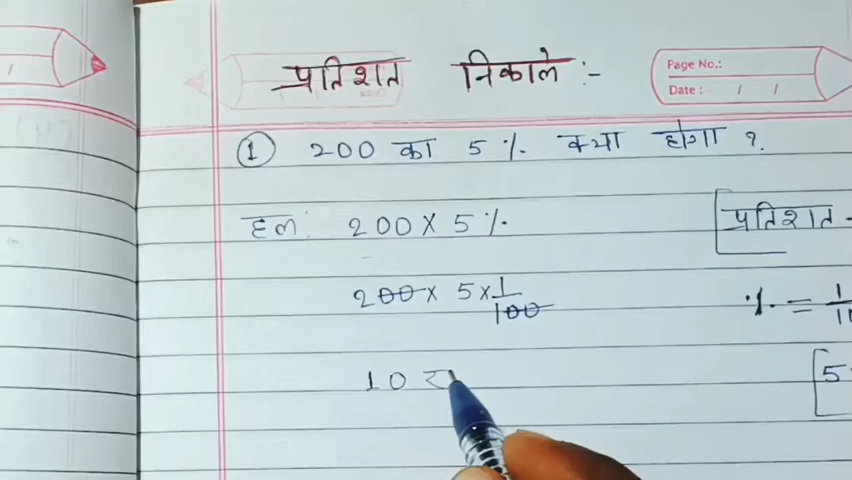 प्रतिशत निकाले :-
Page No.:
Date : / /
① 200 का 5 % क्या होगा ?
हल: 200 × 5 %
प्रतिशत -
200 × 5 × 1/100
% = 1/1
10
5